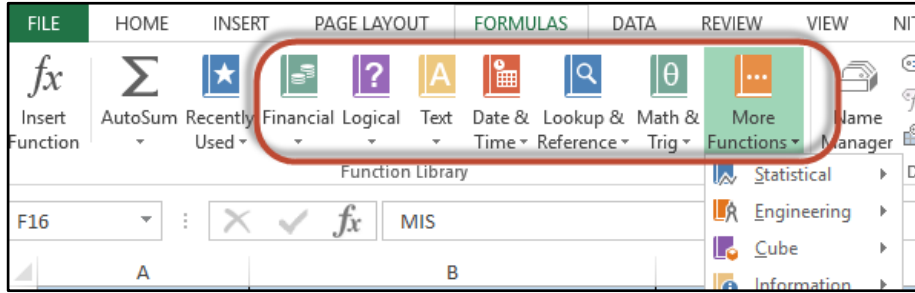 FILE HOME INSERT PAGE LAYOUT FORMULAS DATA REVIEW VIEW
fx ? A θ
Insert AutoSum Recently Financial Logical Text Date & Lookup & Math & More Name
Function Used Time Reference Trig Functions Manager
Function Library
Statistical
F16 fx MIS Engineering
Cube
A B Information